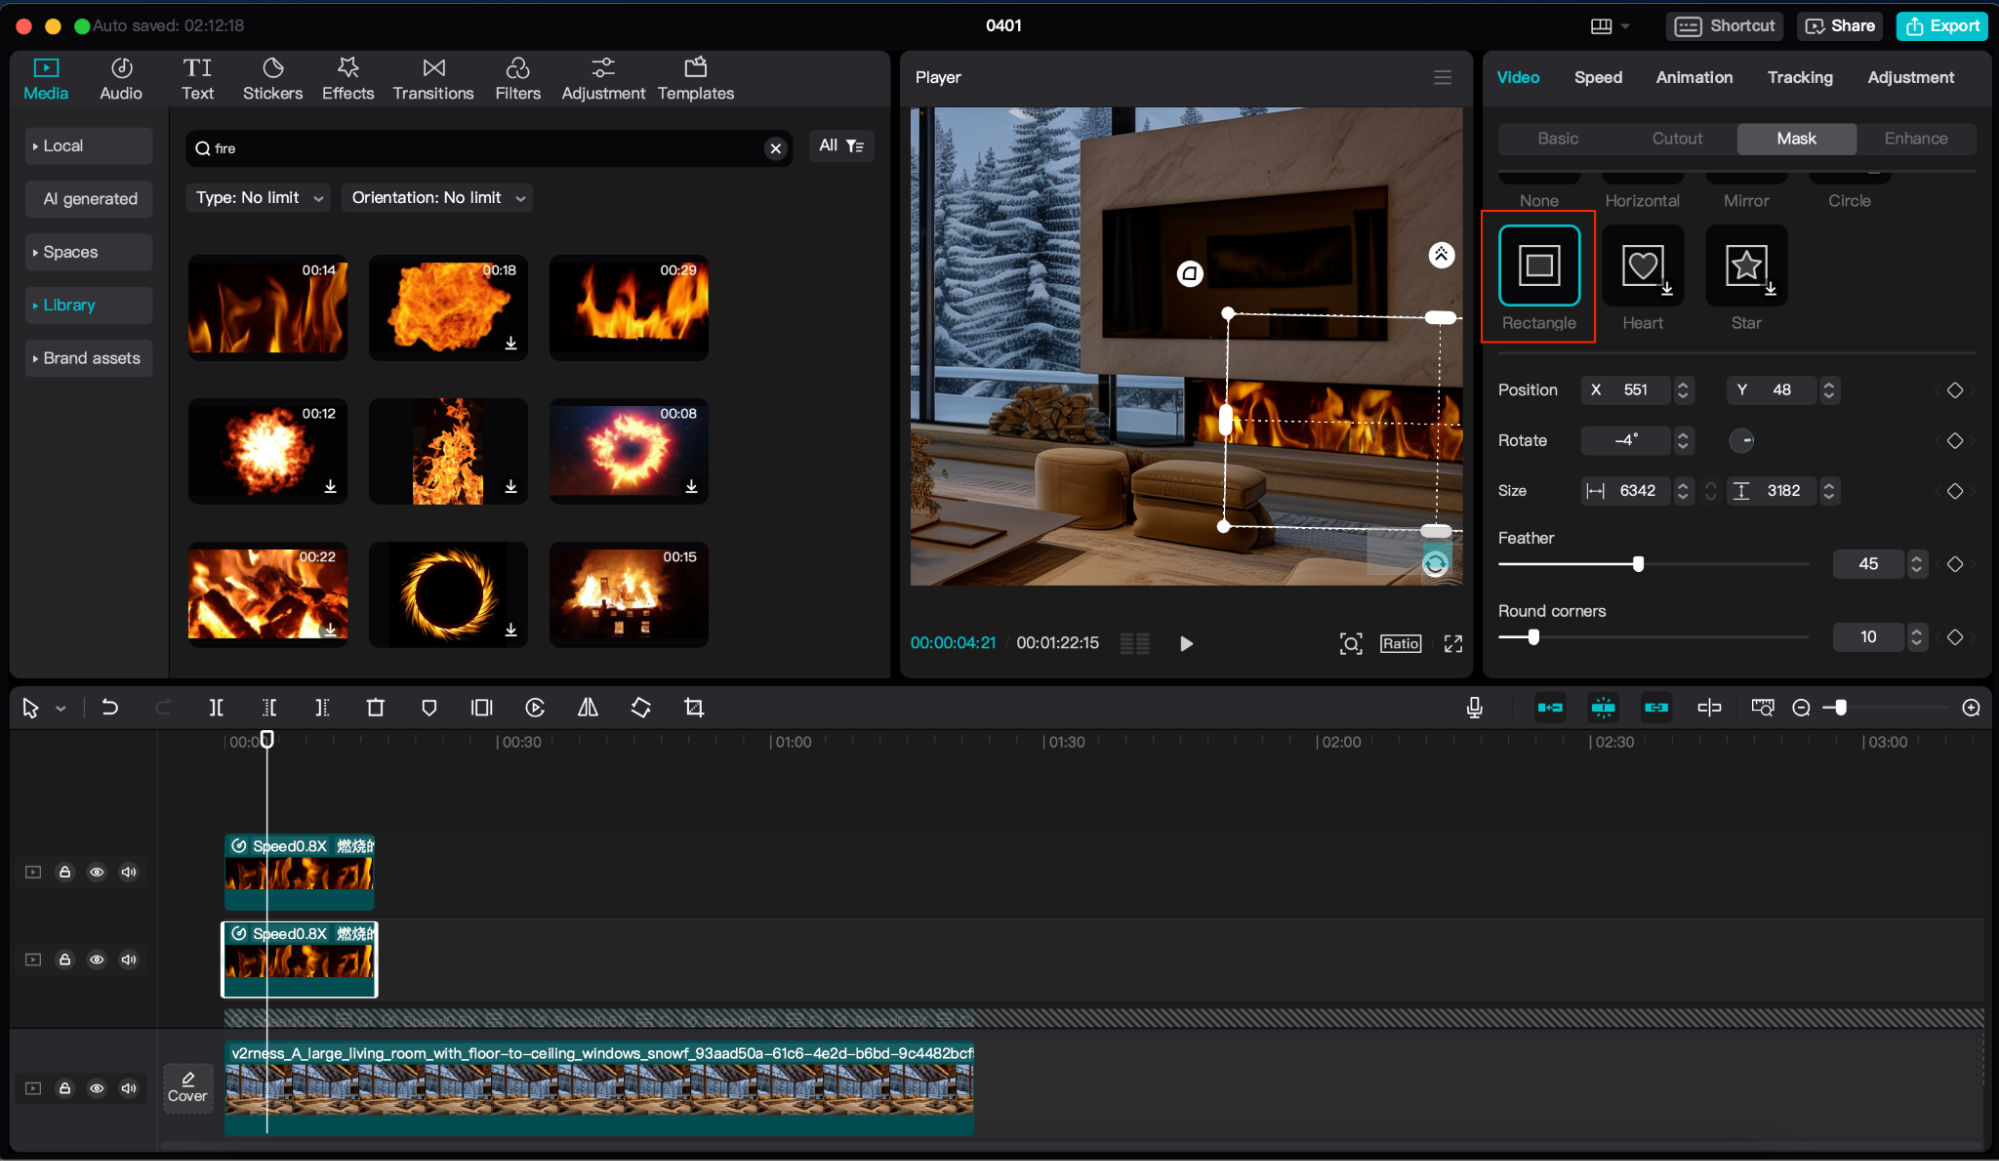 Auto saved: 02:12:18
0401
Shortcut
Share
Export
Media
Audio
Text
Stickers
Effects
Transitions
Filters
Adjustment
Templates
Local
AI generated
Spaces
Library
Brand assets
fire
All
Type: No limit
Orientation: No limit
00:14
00:18
00:29
00:12
00:08
00:22
00:15
Player
00:00:04:21
00:01:22:15
Ratio
Video
Speed
Animation
Tracking
Adjustment
Basic
Cutout
Mask
Enhance
None
Horizontal
Mirror
Circle
Rectangle
Heart
Star
Position X 551 Y 48
Rotate -4°
Size 6342 3182
Feather
45
Round corners
10
00:00
00:30
01:00
01:30
02:00
02:30
03:00
Speed0.8X 燃烧的
Speed0.8X 燃烧的
Cover
v2rness_A_large_living_room_with_floor-to-ceiling_windows_snowf_93aad50a-61c6-4e2d-b6bd-9c4482bcf